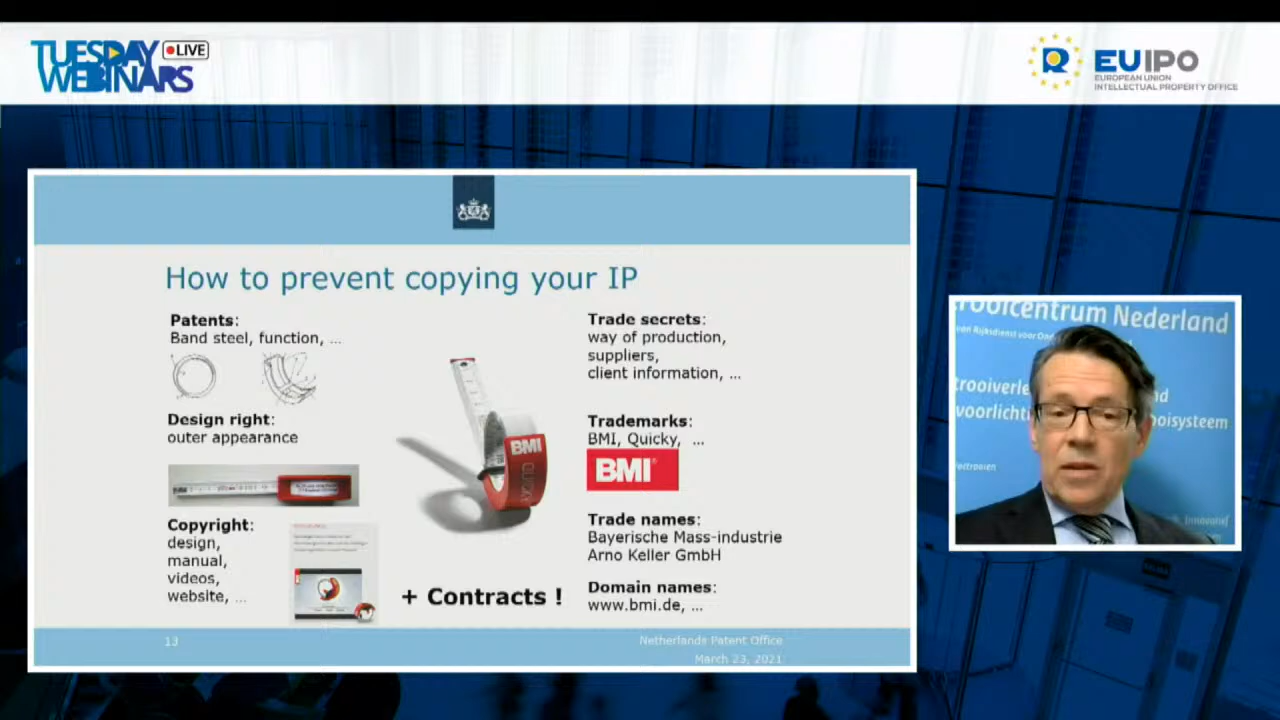 TUESDAY
WEBINARS
LIVE
EUIPO
EUROPEAN UNION
INTELLECTUAL PROPERTY OFFICE
How to prevent copying your IP
Patents:
Band steel, function, ...
Design right:
outer appearance
Copyright:
design,
manual,
videos,
website, ...
BMI
+ Contracts !
Trade secrets:
way of production,
suppliers,
client information, ...
Trademarks:
BMI, Quicky, ...
BMI®
Trade names:
Bayerische Mass-industrie
Arno Keller GmbH
Domain names:
www.bmi.de, ...
13
Netherlands Patent Office
March 23, 2021
rooicentrum Nederland